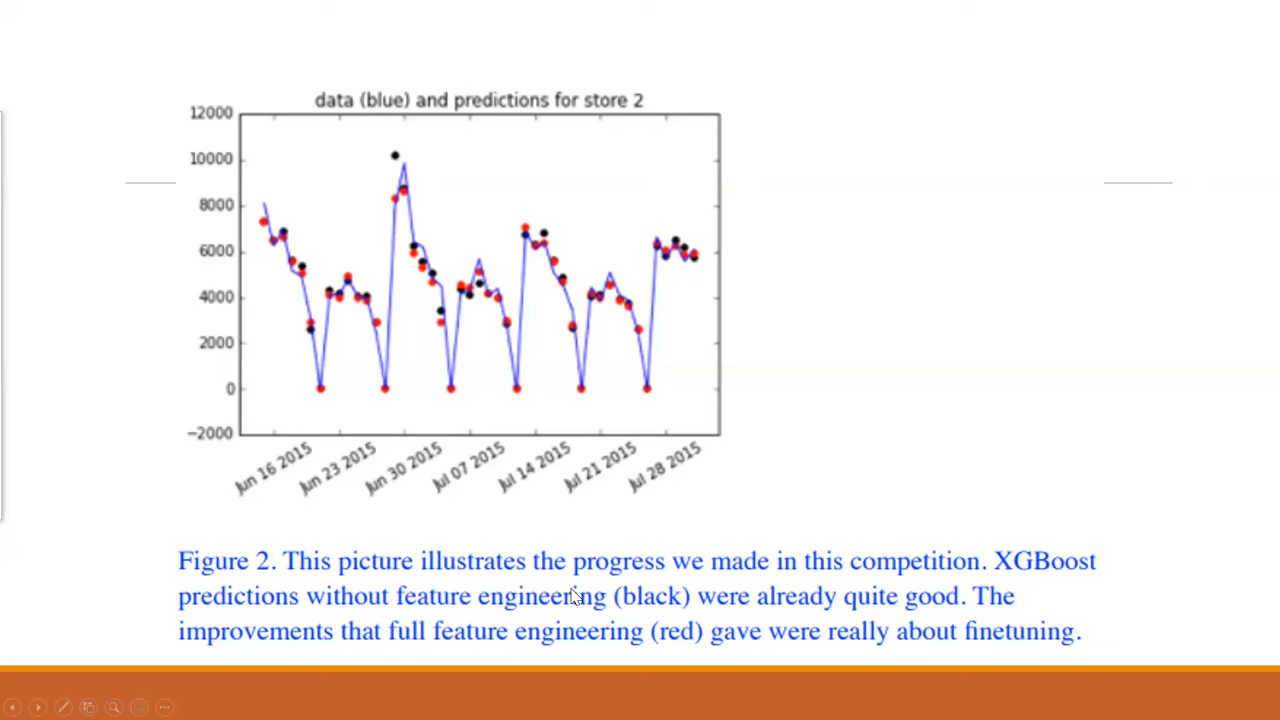 data (blue) and predictions for store 2
12000
10000
8000
6000
4000
2000
0
−2000
Jun 16 2015
Jun 23 2015
Jun 30 2015
Jul 07 2015
Jul 14 2015
Jul 21 2015
Jul 28 2015
Figure 2. This picture illustrates the progress we made in this competition. XGBoost
predictions without feature engineering (black) were already quite good. The
improvements that full feature engineering (red) gave were really about finetuning.